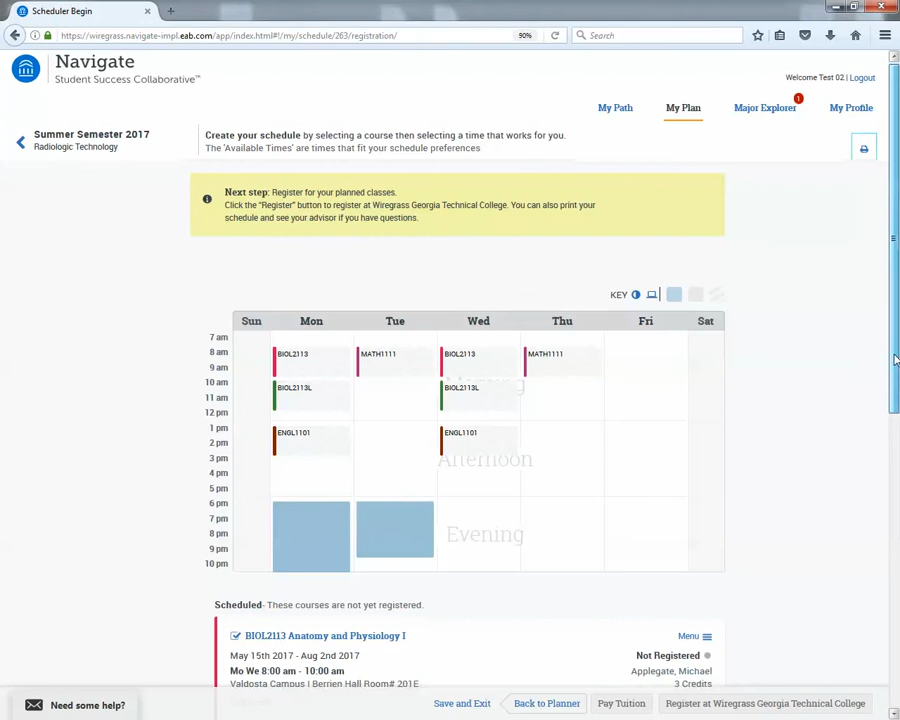 Scheduler Begin
https://wiregrass.navigate-impl.eab.com/app/index.html#!/my/schedule/263/registration/
90%
Search
Navigate
Student Success Collaborative™
Welcome Test 02 | Logout
My Path
My Plan
Major Explorer
1
My Profile
Summer Semester 2017
Radiologic Technology
Create your schedule by selecting a course then selecting a time that works for you.
The 'Available Times' are times that fit your schedule preferences
Next step: Register for your planned classes.
Click the "Register" button to register at Wiregrass Georgia Technical College. You can also print your
schedule and see your advisor if you have questions.
KEY
Sun Mon Tue Wed Thu Fri Sat
7 am
8 am
9 am
10 am
11 am
12 pm
1 pm
2 pm
3 pm
4 pm
5 pm
6 pm
7 pm
8 pm
9 pm
10 pm
BIOL2113 MATH1111 BIOL2113 MATH1111
Morning
BIOL2113L BIOL2113L
ENGL1101 ENGL1101
Afternoon
Evening
Scheduled- These courses are not yet registered.
BIOL2113 Anatomy and Physiology I
Menu
May 15th 2017 - Aug 2nd 2017
Not Registered
Mo We 8:00 am - 10:00 am
Applegate, Michael
Valdosta Campus | Berrien Hall Room# 201E
3 Credits
Need some help?
Save and Exit
Back to Planner
Pay Tuition
Register at Wiregrass Georgia Technical College